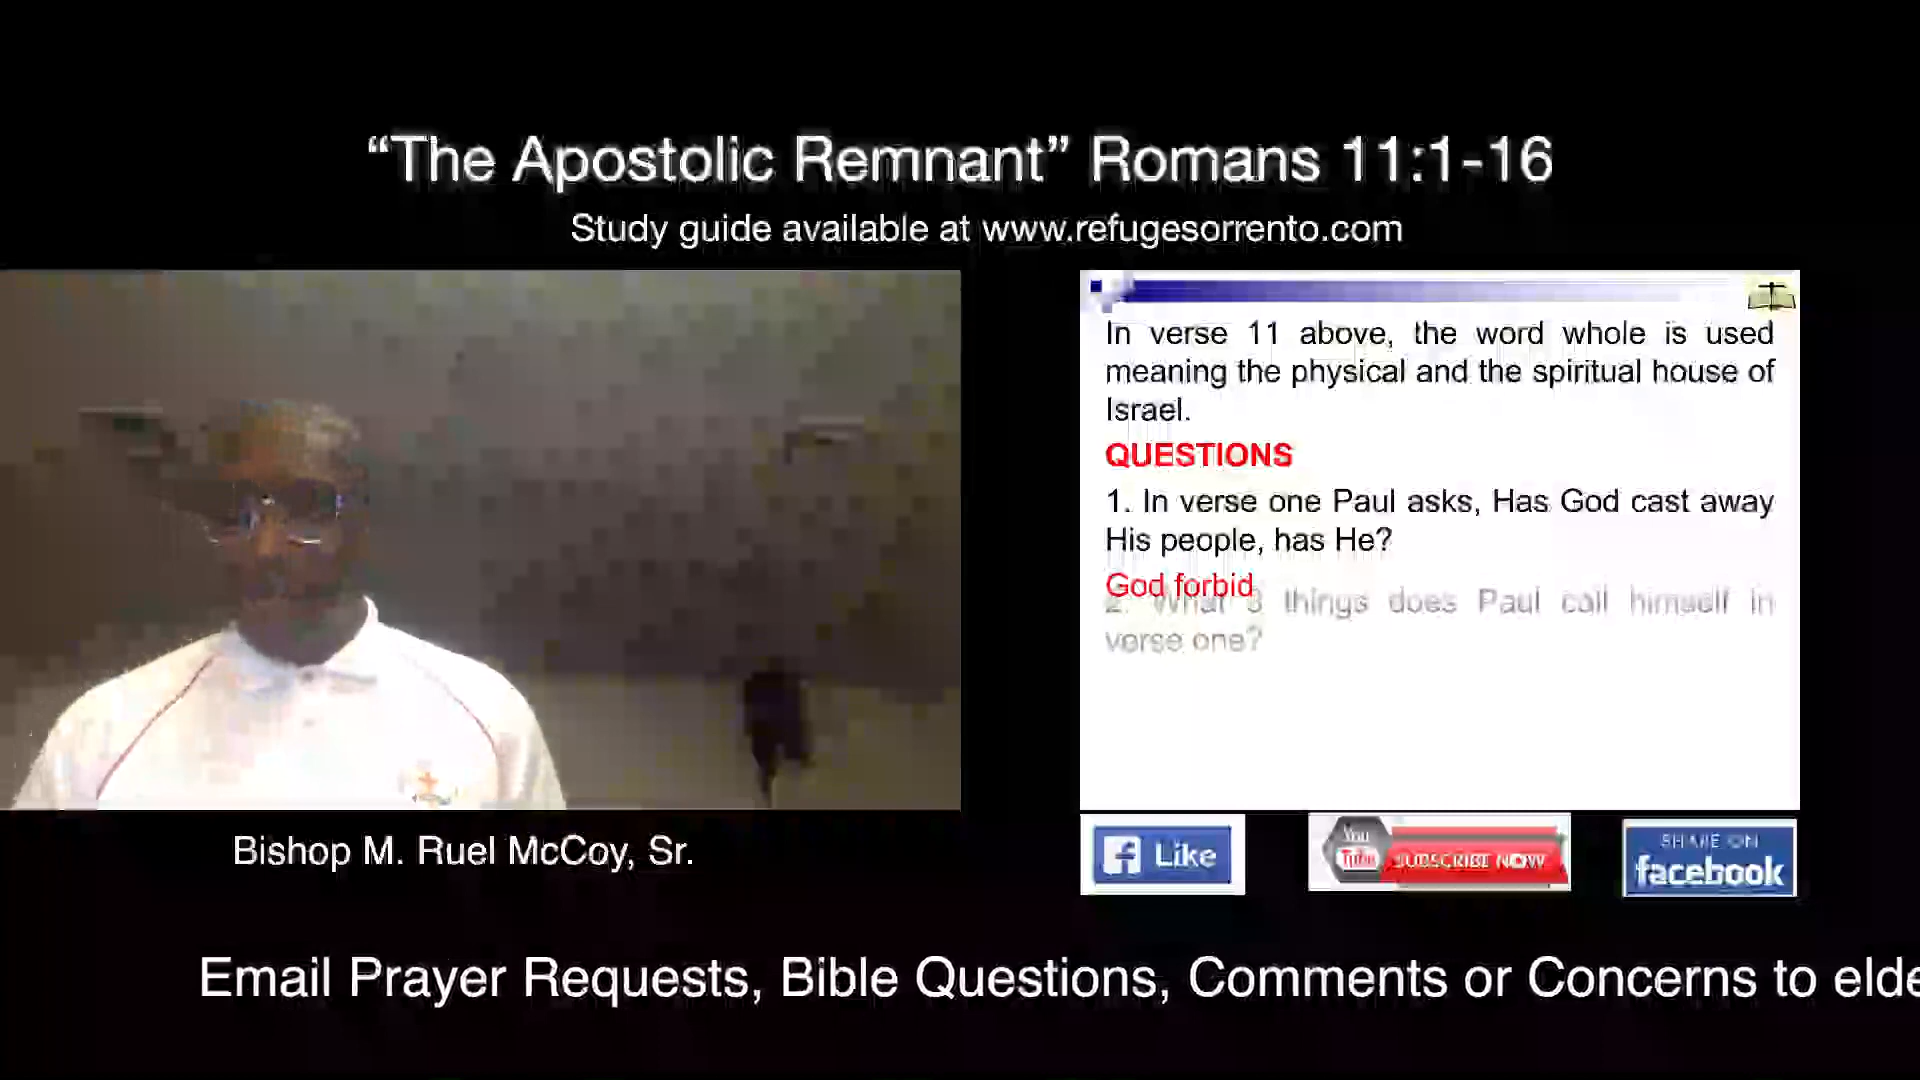 “The Apostolic Remnant” Romans 11:1-16
Study guide available at www.refugesorrento.com
In verse 11 above, the word whole is used
meaning the physical and the spiritual house of
Israel.
QUESTIONS
1. In verse one Paul asks, Has God cast away
His people, has He?
God forbid
2. What 3 things does Paul call himself in
verse one?
Bishop M. Ruel McCoy, Sr.
Like
You
Tube
SUBSCRIBE NOW
SHARE ON
facebook
Email Prayer Requests, Bible Questions, Comments or Concerns to elde